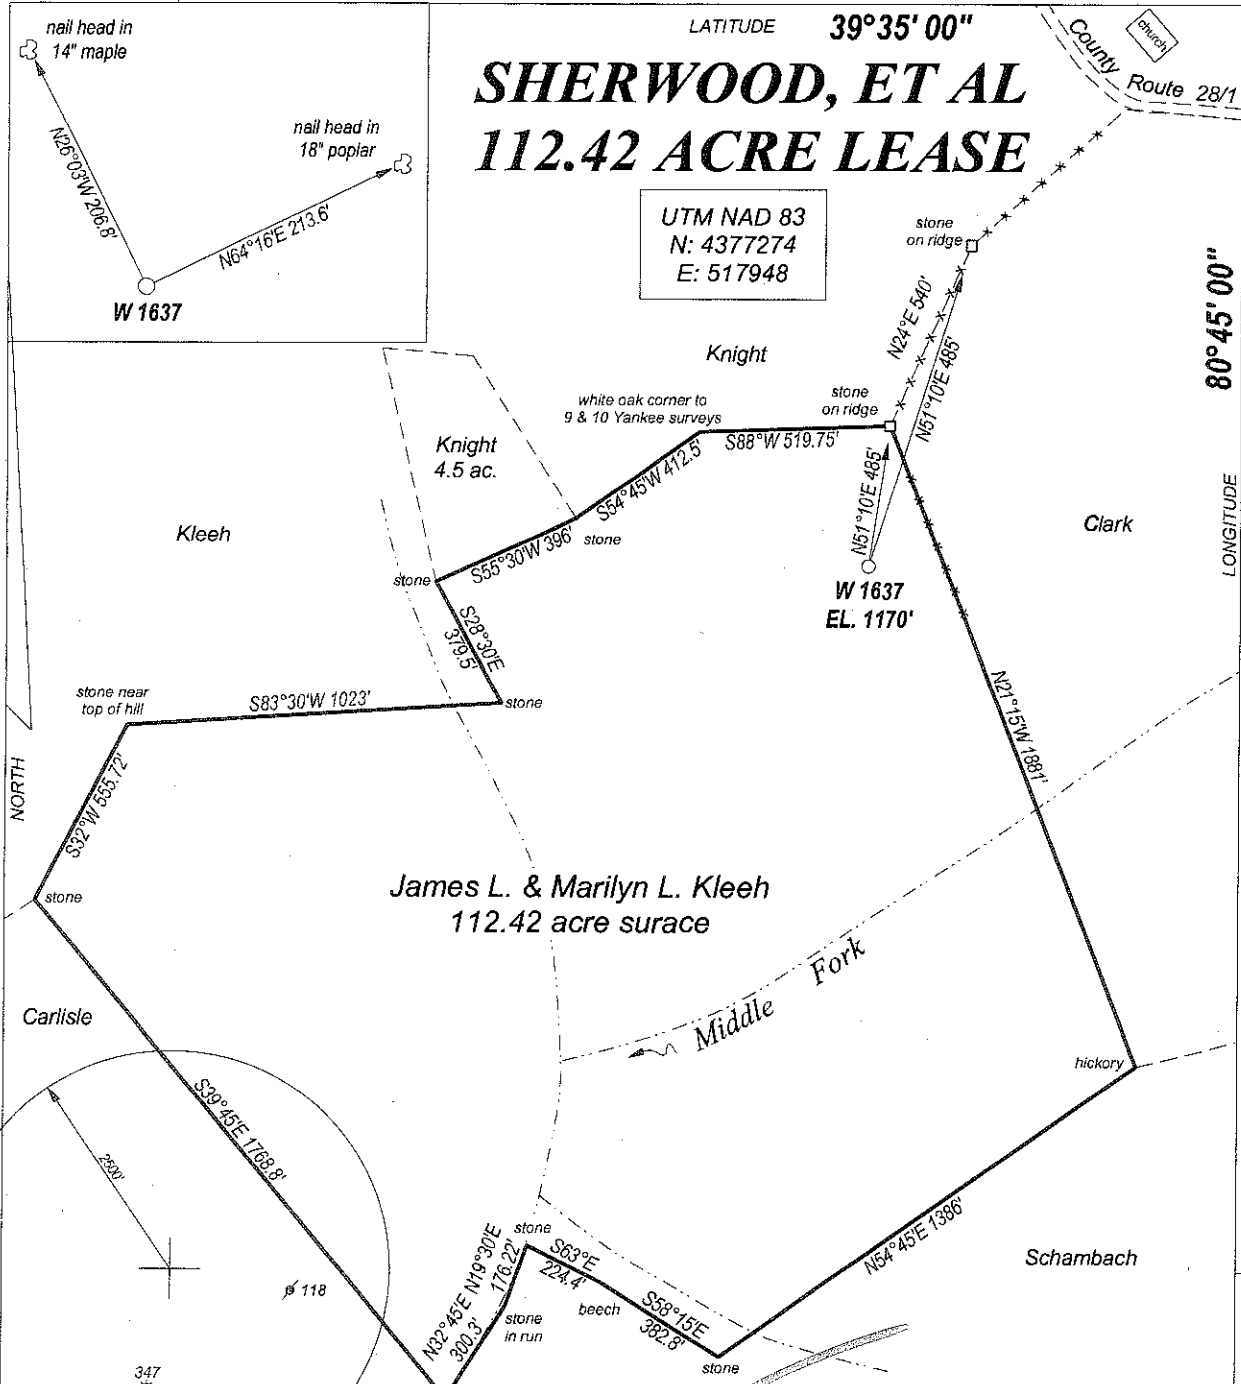 nail head in
14" maple
nail head in
18" poplar
N26°03'W 206.8'
N64°16'E 213.6'
W 1637
LATITUDE 39°35' 00"
SHERWOOD, ET AL
112.42 ACRE LEASE
UTM NAD 83
N: 4377274
E: 517948
church
County Route 28/1
stone
on ridge
N24°E 540'
N51°10'E 485'
80°45' 00"
LONGITUDE
Knight
white oak corner to
9 & 10 Yankee surveys
stone
on ridge
S88°W 519.75'
Knight
4.5 ac.
S54°45'W 412.5'
N51°10'E 485'
Clark
Kleeh
stone
S55°30'W 396'
stone
W 1637
EL. 1170'
S28°30'E
379.5'
stone near
top of hill
S83°30'W 1023'
stone
N21°15'W 1881'
NORTH
S32°W 555.72'
James L. & Marilyn L. Kleeh
112.42 acre surace
stone
Middle Fork
Carlisle
hickory
S39°45'E 1768.8'
2500'
N54°45'E 1386'
stone
N19°30'E
176.22'
S63°E
224.4'
Schambach
118
N32°45'E
300.3'
beech
S58°15'E
382.8'
stone
in run
stone
347